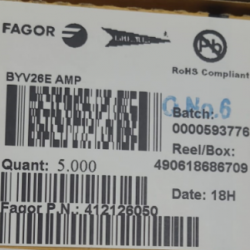 FAGOR
Pb
RoHS Compliant
BYV26E AMP
Q.No.6
Batch:
0000593776
Reel/Box:
490618686709
Quant: 5.000
Date: 18H
Fagor P.N.: 412126050